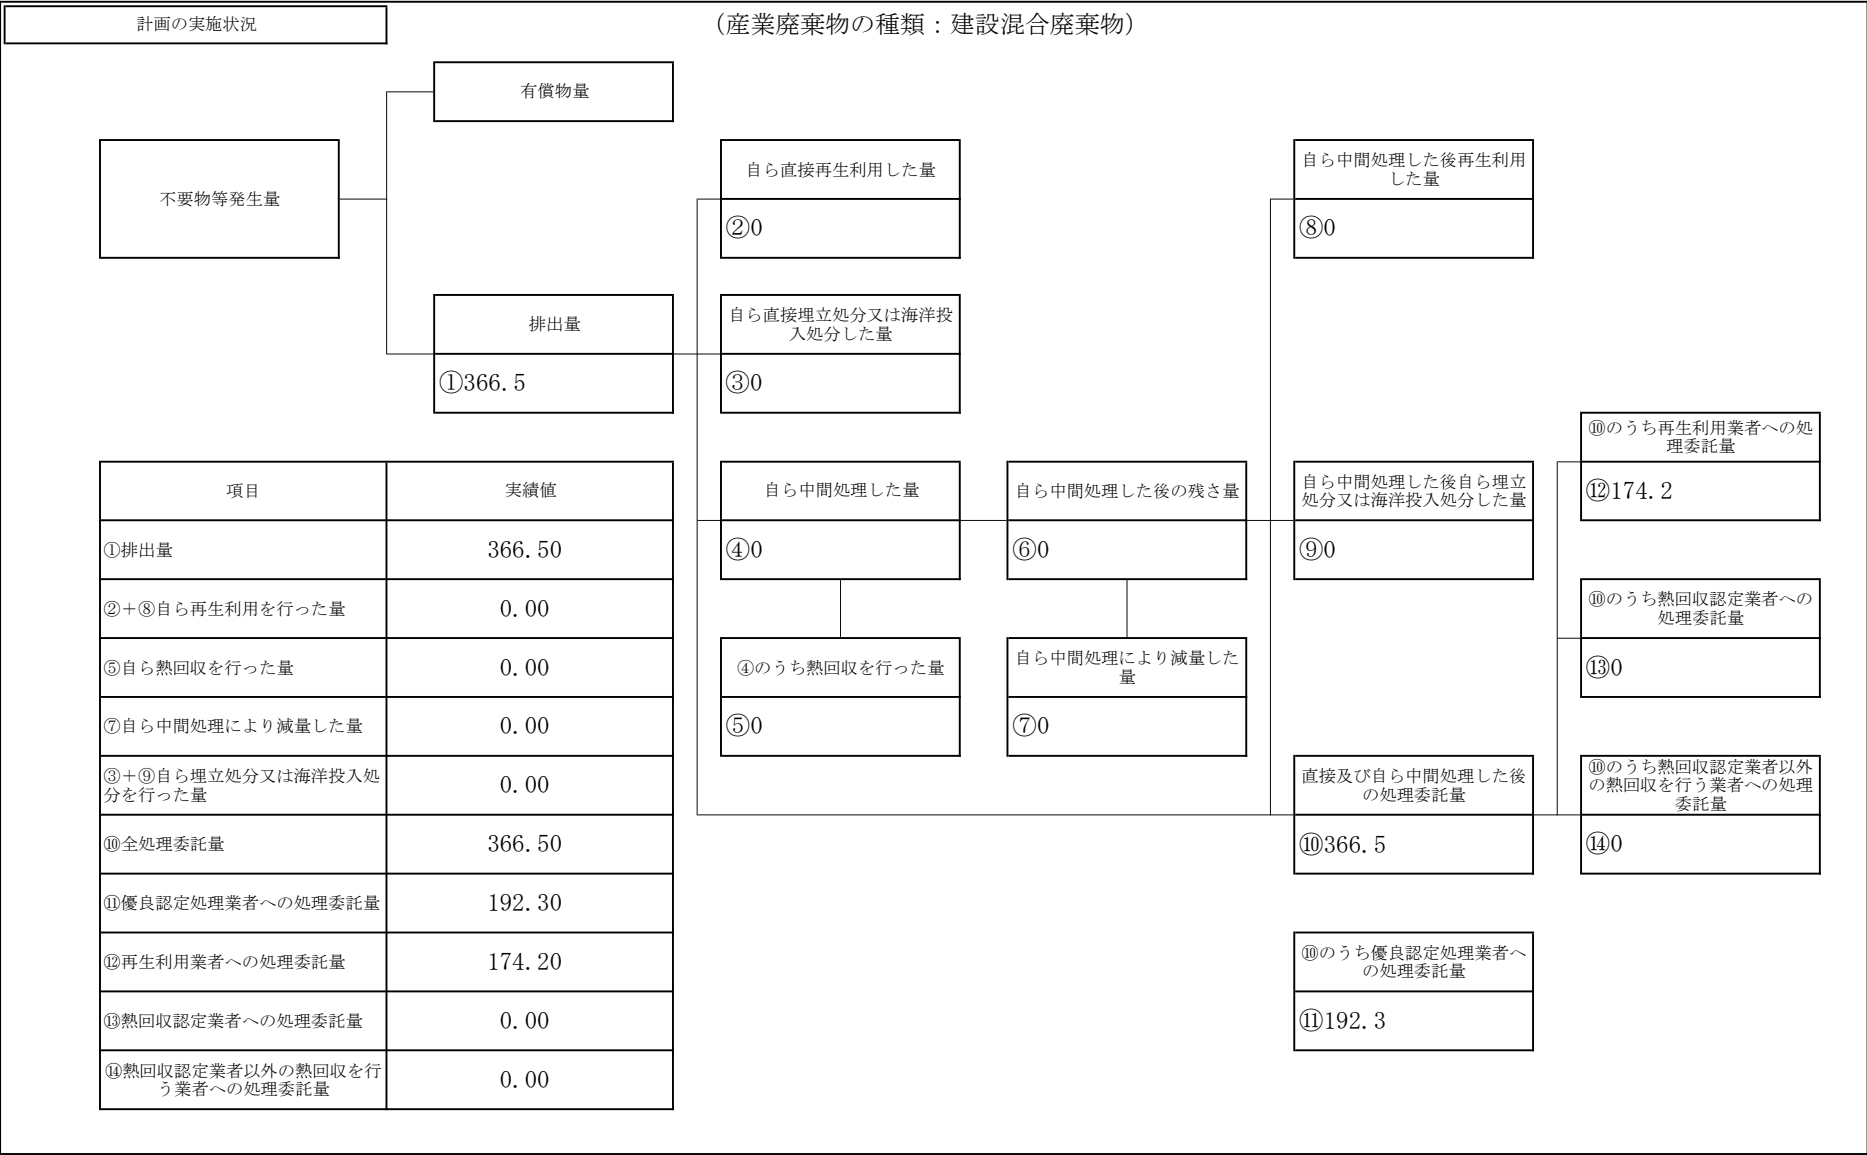 計画の実施状況
（産業廃棄物の種類：建設混合廃棄物）
有償物量
不要物等発生量
自ら直接再生利用した量
②0
自ら中間処理した後再生利用
した量
⑧0
排出量
①366.5
自ら直接埋立処分又は海洋投
入処分した量
③0
⑩のうち再生利用業者への処
理委託量
⑫174.2
自ら中間処理した量
④0
自ら中間処理した後の残さ量
⑥0
自ら中間処理した後自ら埋立
処分又は海洋投入処分した量
⑨0
⑩のうち熱回収認定業者への
処理委託量
⑬0
④のうち熱回収を行った量
⑤0
自ら中間処理により減量した
量
⑦0
直接及び自ら中間処理した後
の処理委託量
⑩366.5
⑩のうち熱回収認定業者以外
の熱回収を行う業者への処理
委託量
⑭0
⑩のうち優良認定処理業者へ
の処理委託量
⑪192.3
項目 実績値
①排出量 366.50
②＋⑧自ら再生利用を行った量 0.00
⑤自ら熱回収を行った量 0.00
⑦自ら中間処理により減量した量 0.00
③＋⑨自ら埋立処分又は海洋投入処
分を行った量 0.00
⑩全処理委託量 366.50
⑪優良認定処理業者への処理委託量 192.30
⑫再生利用業者への処理委託量 174.20
⑬熱回収認定業者への処理委託量 0.00
⑭熱回収認定業者以外の熱回収を行
う業者への処理委託量 0.00